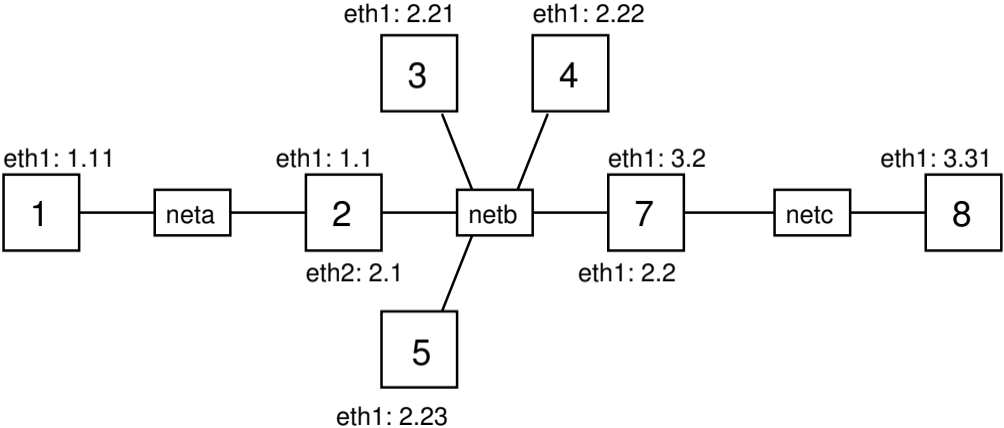 eth1: 2.21
eth1: 2.22
3
4
eth1: 1.11
eth1: 1.1
eth1: 3.2
eth1: 3.31
1
neta
2
netb
7
netc
8
eth2: 2.1
eth1: 2.2
5
eth1: 2.23